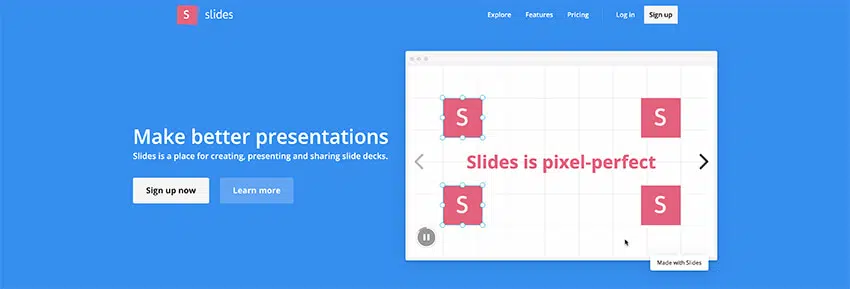 S slides
Explore Features Pricing Log in Sign up
Make better presentations
Slides is a place for creating, presenting and sharing slide decks.
Sign up now Learn more
S S
Slides is pixel-perfect
S S
Made with Slides